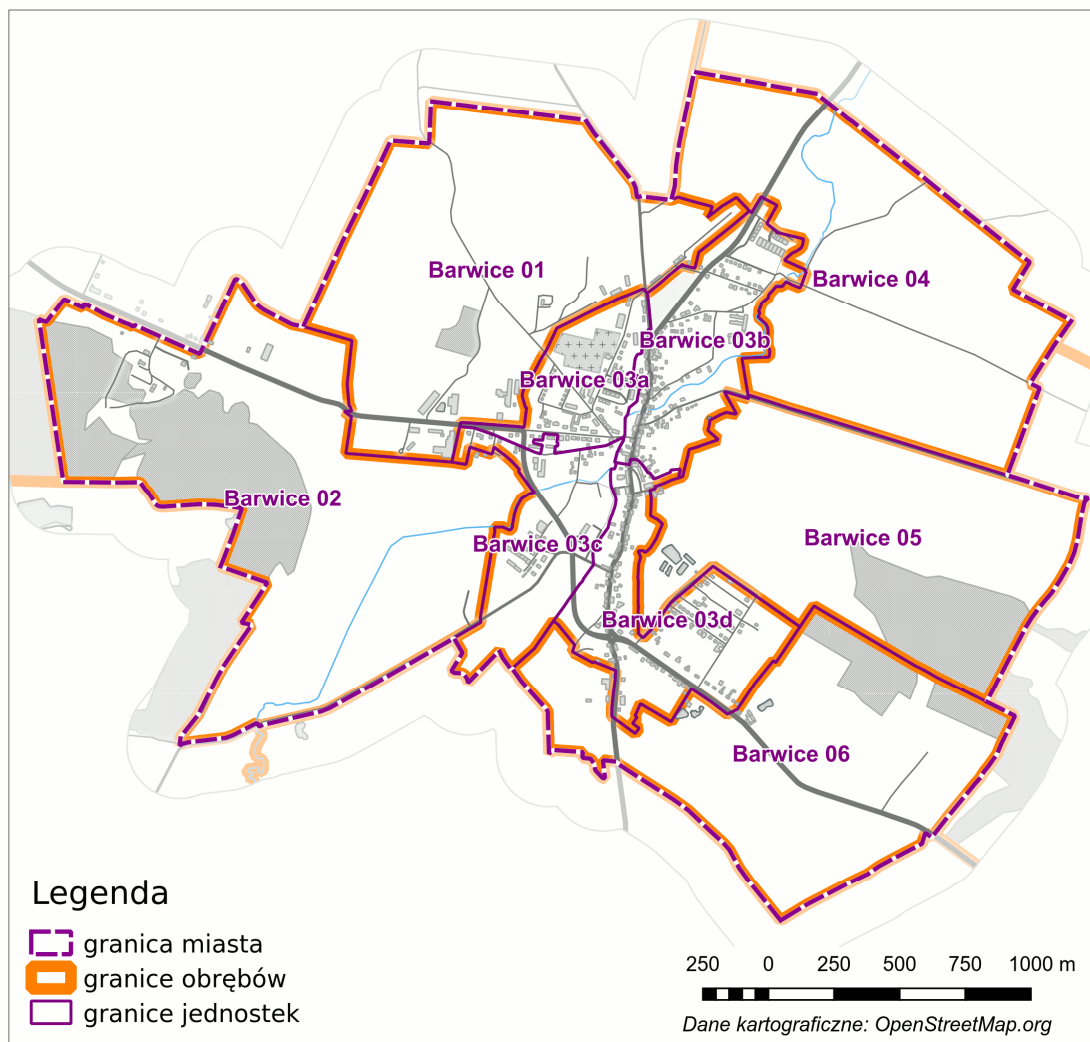 Barwice 01
Barwice 04
Barwice 03b
Barwice 03a
Barwice 02
Barwice 03c
Barwice 05
Barwice 03d
Barwice 06
Legenda
granica miasta
granice obrębów
granice jednostek
250 0 250 500 750 1000 m
Dane kartograficzne: OpenStreetMap.org